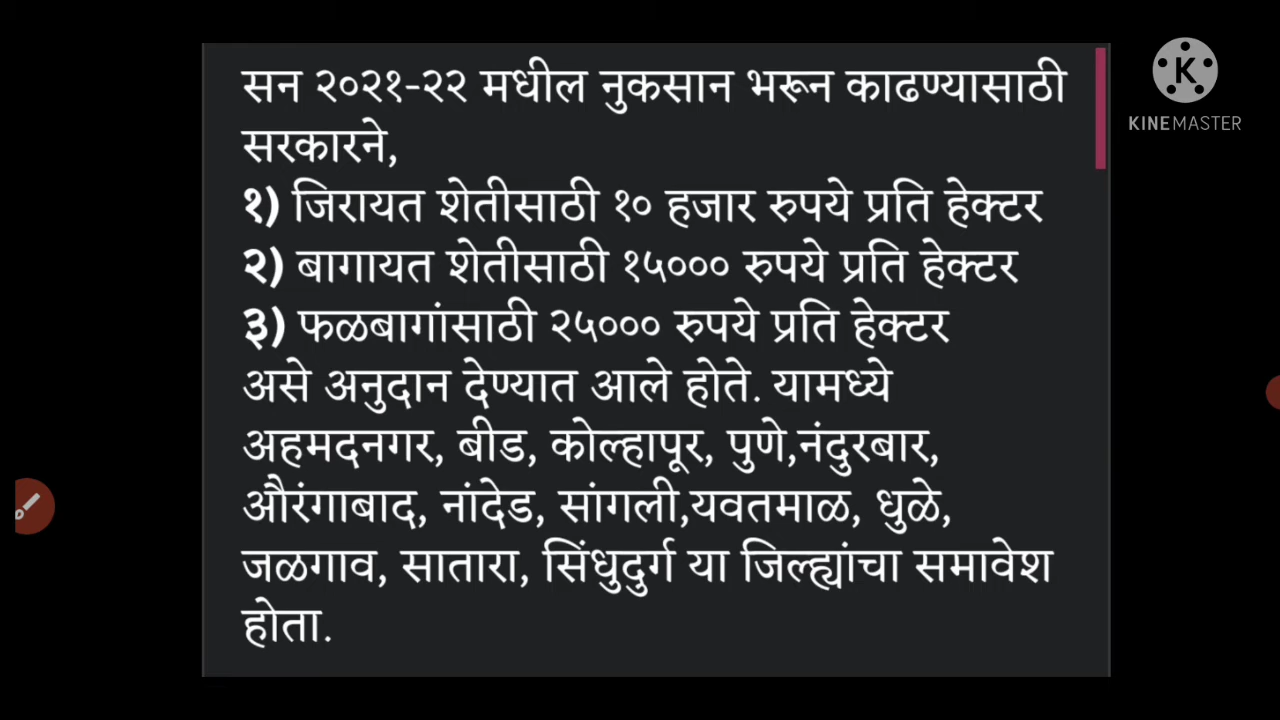 सन २०२१-२२ मधील नुकसान भरून काढण्यासाठी
सरकारने,
१) जिरायत शेतीसाठी १० हजार रुपये प्रति हेक्टर
२) बागायत शेतीसाठी १५००० रुपये प्रति हेक्टर
३) फळबागांसाठी २५००० रुपये प्रति हेक्टर
असे अनुदान देण्यात आले होते. यामध्ये
अहमदनगर, बीड, कोल्हापूर, पुणे,नंदुरबार,
औरंगाबाद, नांदेड, सांगली,यवतमाळ, धुळे,
जळगाव, सातारा, सिंधुदुर्ग या जिल्ह्यांचा समावेश
होता.
K
KINEMASTER